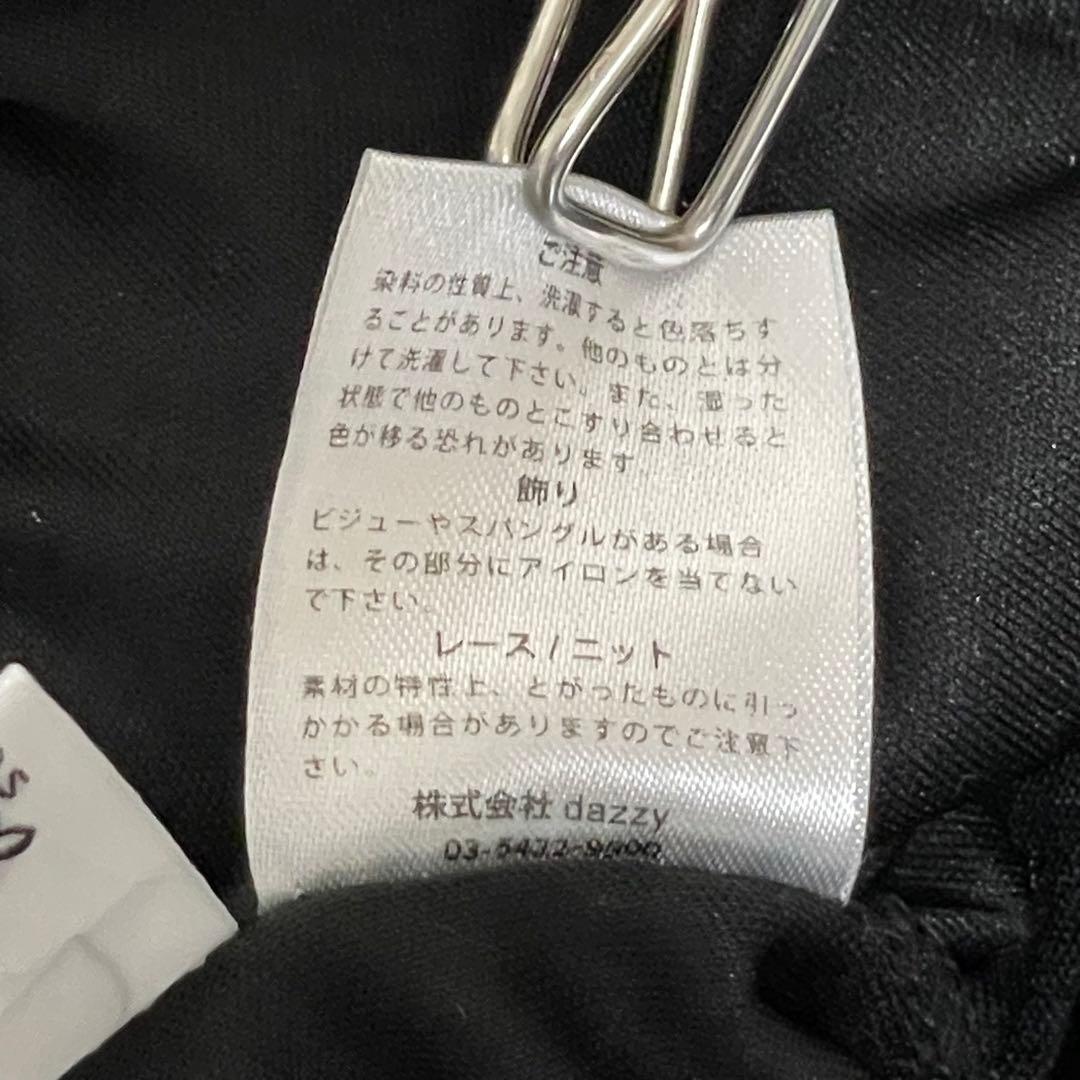 ご注意
染料の性質上、洗濯すると色落ちす
ることがあります。他のものとは分
けて洗濯して下さい。また、湿った
状態で他のものとこすり合わせると
色が移る恐れがあります。
飾り
ビジューやスパングルがある場合
は、その部分にアイロンを当てない
で下さい。
レース/ニット
素材の特性上、とがったものに引っ
かかる場合がありますのでご注意下
さい。
株式会社dazzy